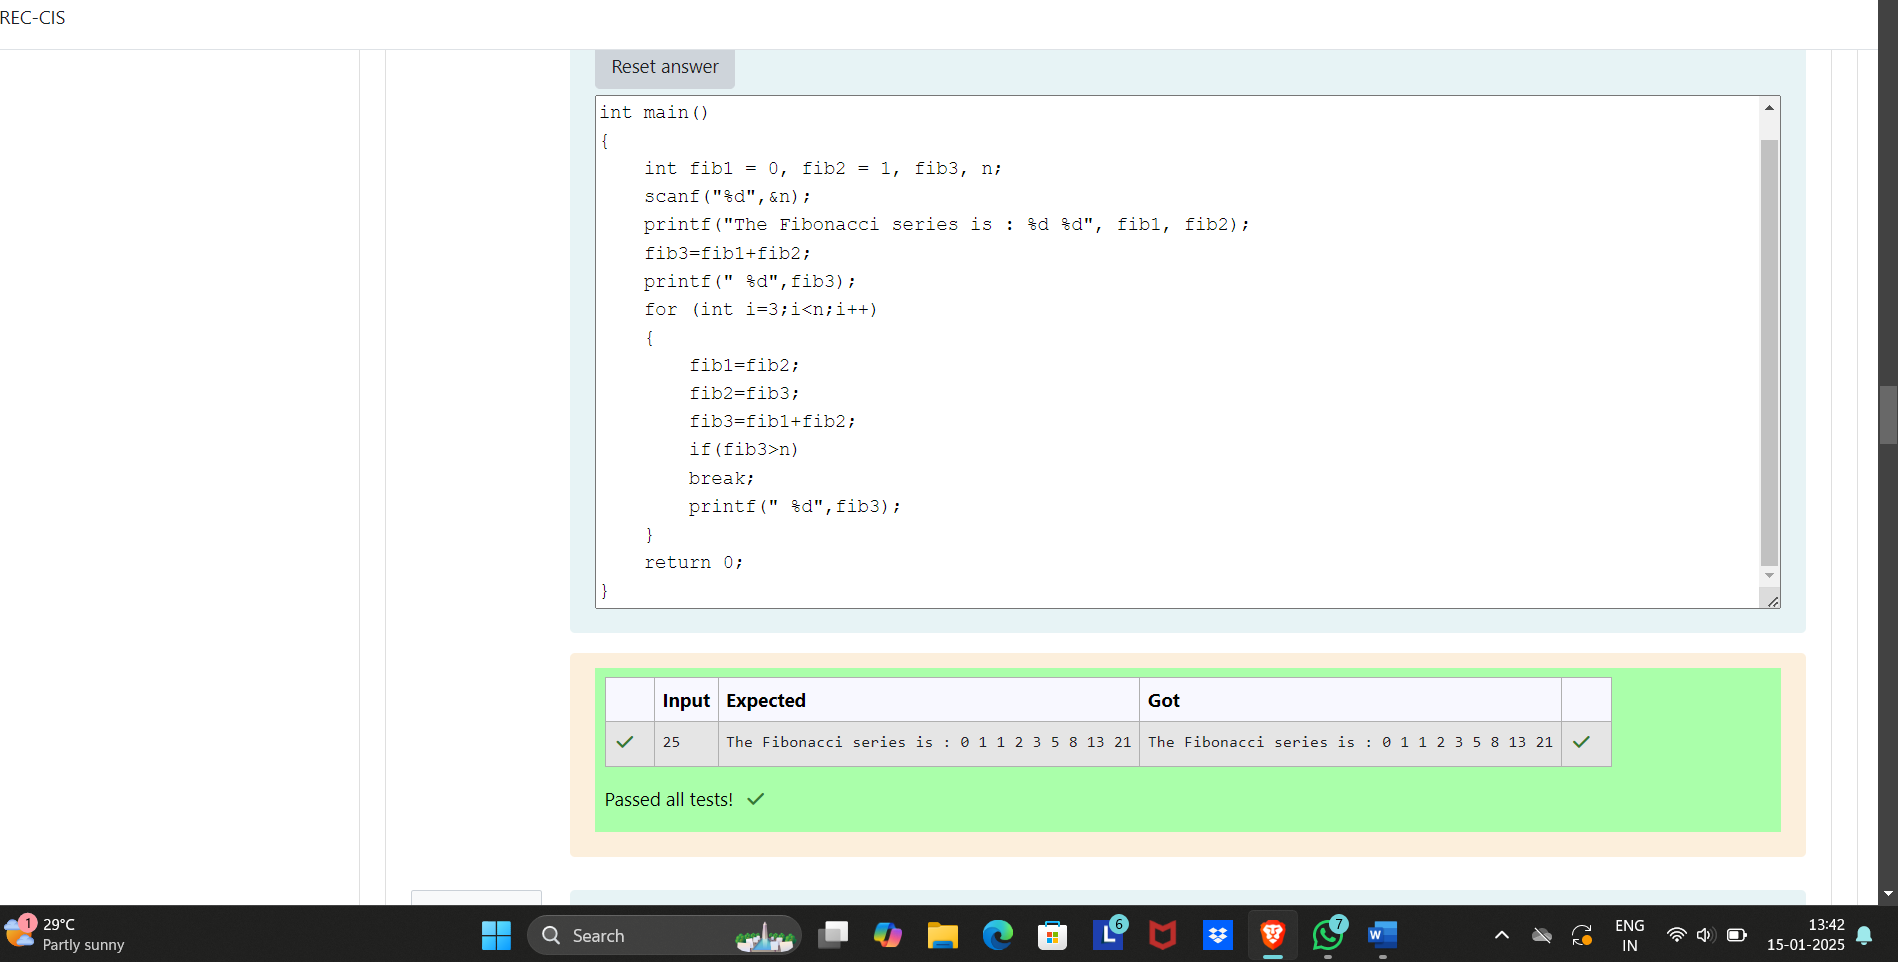 REC-CIS
Reset answer
int main()
{
    int fib1 = 0, fib2 = 1, fib3, n;
    scanf("%d",&n);
    printf("The Fibonacci series is : %d %d", fib1, fib2);
    fib3=fib1+fib2;
    printf(" %d",fib3);
    for (int i=3;i<n;i++)
    {
        fib1=fib2;
        fib2=fib3;
        fib3=fib1+fib2;
        if(fib3>n)
        break;
        printf(" %d",fib3);
    }
    return 0;
}
Input Expected Got
25 The Fibonacci series is : 0 1 1 2 3 5 8 13 21 The Fibonacci series is : 0 1 1 2 3 5 8 13 21
Passed all tests!
1
29°C
Partly sunny
Search
L
6
7
W
ENG
IN
13:42
15-01-2025